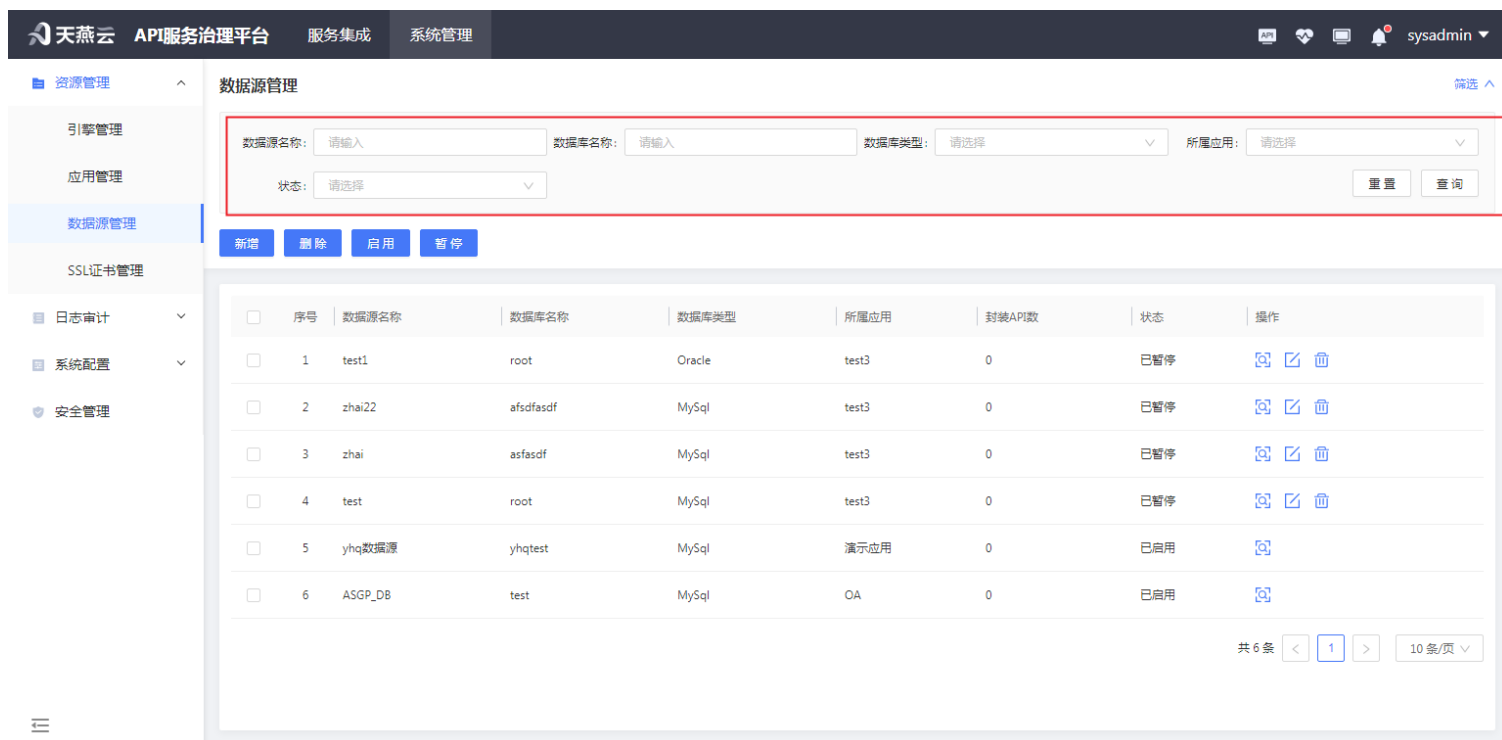 天燕云 API服务治理平台 服务集成 系统管理 API sysadmin
资源管理
引擎管理
应用管理
数据源管理
SSL证书管理
日志审计
系统配置
安全管理
数据源管理 筛选
数据源名称: 请输入 数据库名称: 请输入 数据库类型: 请选择 所属应用: 请选择
状态: 请选择 重置 查询
新增 删除 启用 暂停
序号 数据源名称 数据库名称 数据库类型 所属应用 封装API数 状态 操作
1 test1 root Oracle test3 0 已暂停
2 zhai22 afsdfasdf MySql test3 0 已暂停
3 zhai asfasdf MySql test3 0 已暂停
4 test root MySql test3 0 已暂停
5 yhq数据源 yhqtest MySql 演示应用 0 已启用
6 ASGP_DB test MySql OA 0 已启用
共6条 < 1 > 10条/页